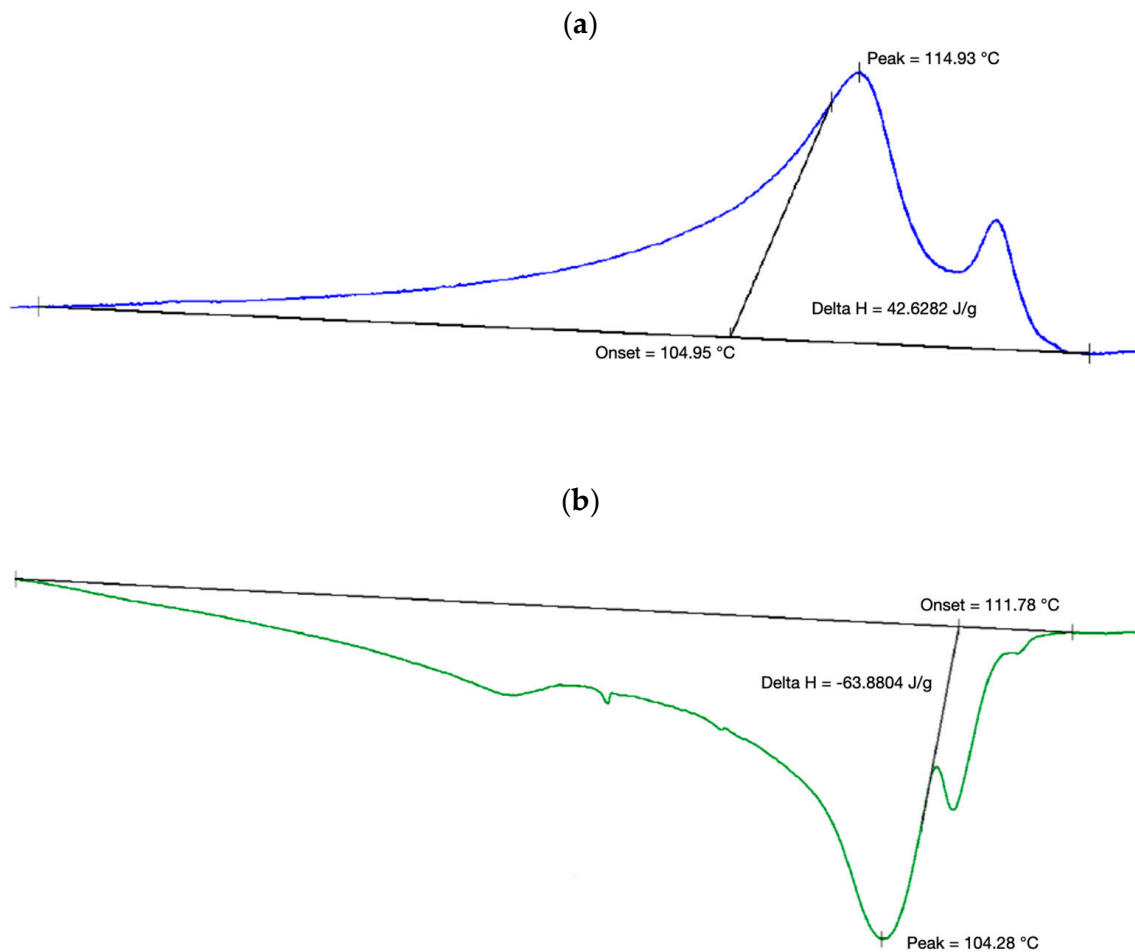 (a)
Peak = 114.93 °C
Delta H = 42.6282 J/g
Onset = 104.95 °C
(b)
Onset = 111.78 °C
Delta H = -63.8804 J/g
Peak = 104.28 °C